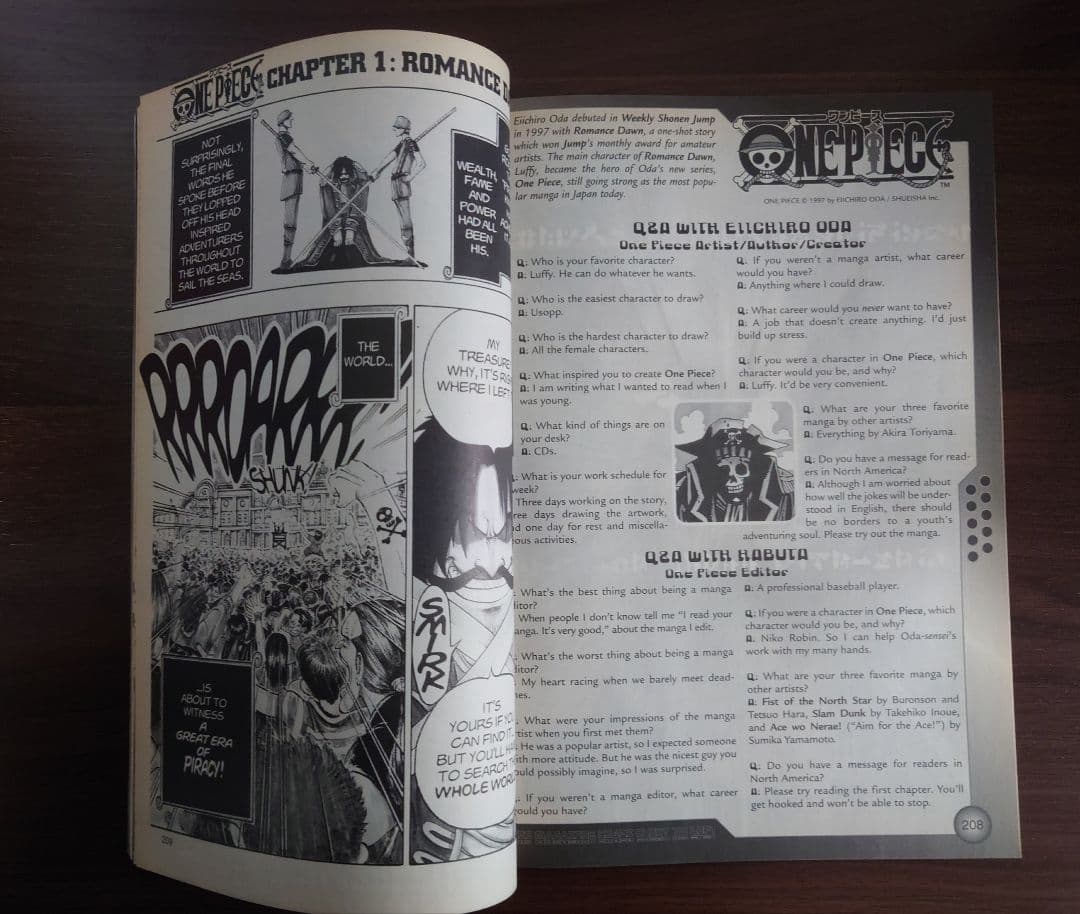 ワンピース
ONE PIECE CHAPTER 1: ROMANCE
NOT
SURPRISINGLY,
THE FINAL
WORDS HE
SPOKE BEFORE
THEY LOPPED
OFF HIS HEAD
INSPIRED
ADVENTURERS
THROUGHOUT
THE WORLD TO
SAIL THE SEAS.
WEALTH,
FAME
AND
POWER
HAD ALL
BEEN
HIS.
THE
WORLD...
SHUNK
...IS
ABOUT TO
WITNESS
A
GREAT ERA
OF
PIRACY!
MY
TREASURE
WHY, IT'S
WHERE I LEFT
IT'S
YOURS IF
CAN FIND IT
BUT YOU'LL
TO SEARCH
WHOLE
209
Eiichiro Oda debuted in Weekly Shonen Jump
in 1997 with Romance Dawn, a one-shot story
which won Jump's monthly award for amateur
artists. The main character of Romance Dawn,
Luffy, became the hero of Oda's new series,
One Piece, still going strong as the most popu-
lar manga in Japan today.
ワンピース
ONE PIECE
TM
ONE PIECE © 1997 by EIICHIRO ODA / SHUEISHA Inc.
Q&A WITH EIICHIRO ODA
One Piece Artist/Author/Creator
Q: Who is your favorite character?
A: Luffy. He can do whatever he wants.
Q: Who is the easiest character to draw?
A: Usopp.
Q: Who is the hardest character to draw?
A: All the female characters.
Q: What inspired you to create One Piece?
A: I am writing what I wanted to read when I
was young.
Q: What kind of things are on
your desk?
A: CDs.
: What is your work schedule for
week?
Three days working on the story,
days drawing the artwork,
one day for rest and miscella-
activities.
Q: If you weren't a manga artist, what career
would you have?
A: Anything where I could draw.
Q: What career would you never want to have?
A: A job that doesn't create anything. I'd just
build up stress.
Q: If you were a character in One Piece, which
character would you be, and why?
A: Luffy. It'd be very convenient.
Q: What are your three favorite
manga by other artists?
A: Everything by Akira Toriyama.
Q: Do you have a message for read-
ers in North America?
A: Although I am worried about
how well the jokes will be under-
stood in English, there should
be no borders to a youth's
adventuring soul. Please try out the manga.
Q&A WITH HABUTA
One Piece Editor
: What's the best thing about being a manga
When people I don't know tell me "I read your
It's very good," about the manga I edit.
What's the worst thing about being a manga
: My heart racing when we barely meet dead-
What were your impressions of the manga
when you first met them?
He was a popular artist, so I expected someone
more attitude. But he was the nicest guy you
possibly imagine, so I was surprised.
If you weren't a manga editor, what career
you have?
A: A professional baseball player.
Q: If you were a character in One Piece, which
character would you be, and why?
A. Niko Robin. So I can help Oda-sensei's
work with my many hands.
Q: What are your three favorite manga by
other artists?
A: Fist of the North Star by Buronson and
Tetsuo Hara, Slam Dunk by Takehiko Inoue,
and Ace wo Nerae! ("Aim for the Ace!") by
Sumika Yamamoto.
Q: Do you have a message for readers in
North America?
A: Please try reading the first chapter. You'll
get hooked and won't be able to stop.
208